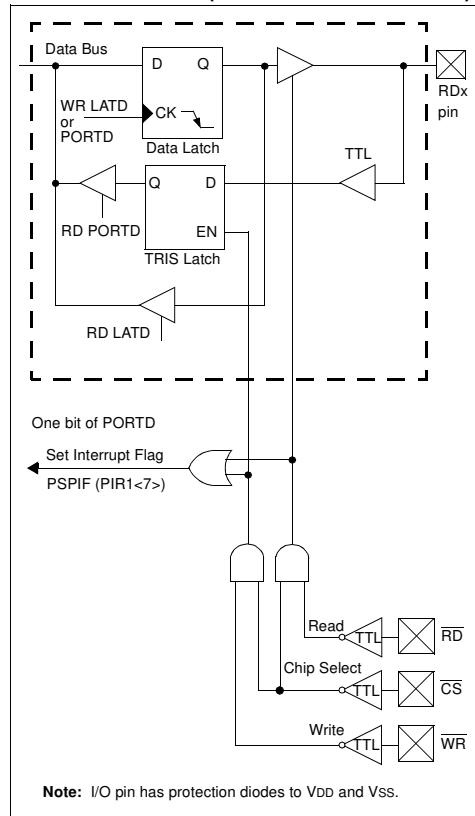 Data Bus
D Q
RDx
pin
WR LATD
or
PORTD
CK
Data Latch
TTL
Q D
RD PORTD
EN
TRIS Latch
RD LATD
One bit of PORTD
Set Interrupt Flag
PSPIF (PIR1<7>)
Read
TTL
RD
Chip Select
TTL
CS
Write
TTL
WR
Note: I/O pin has protection diodes to VDD and VSS.